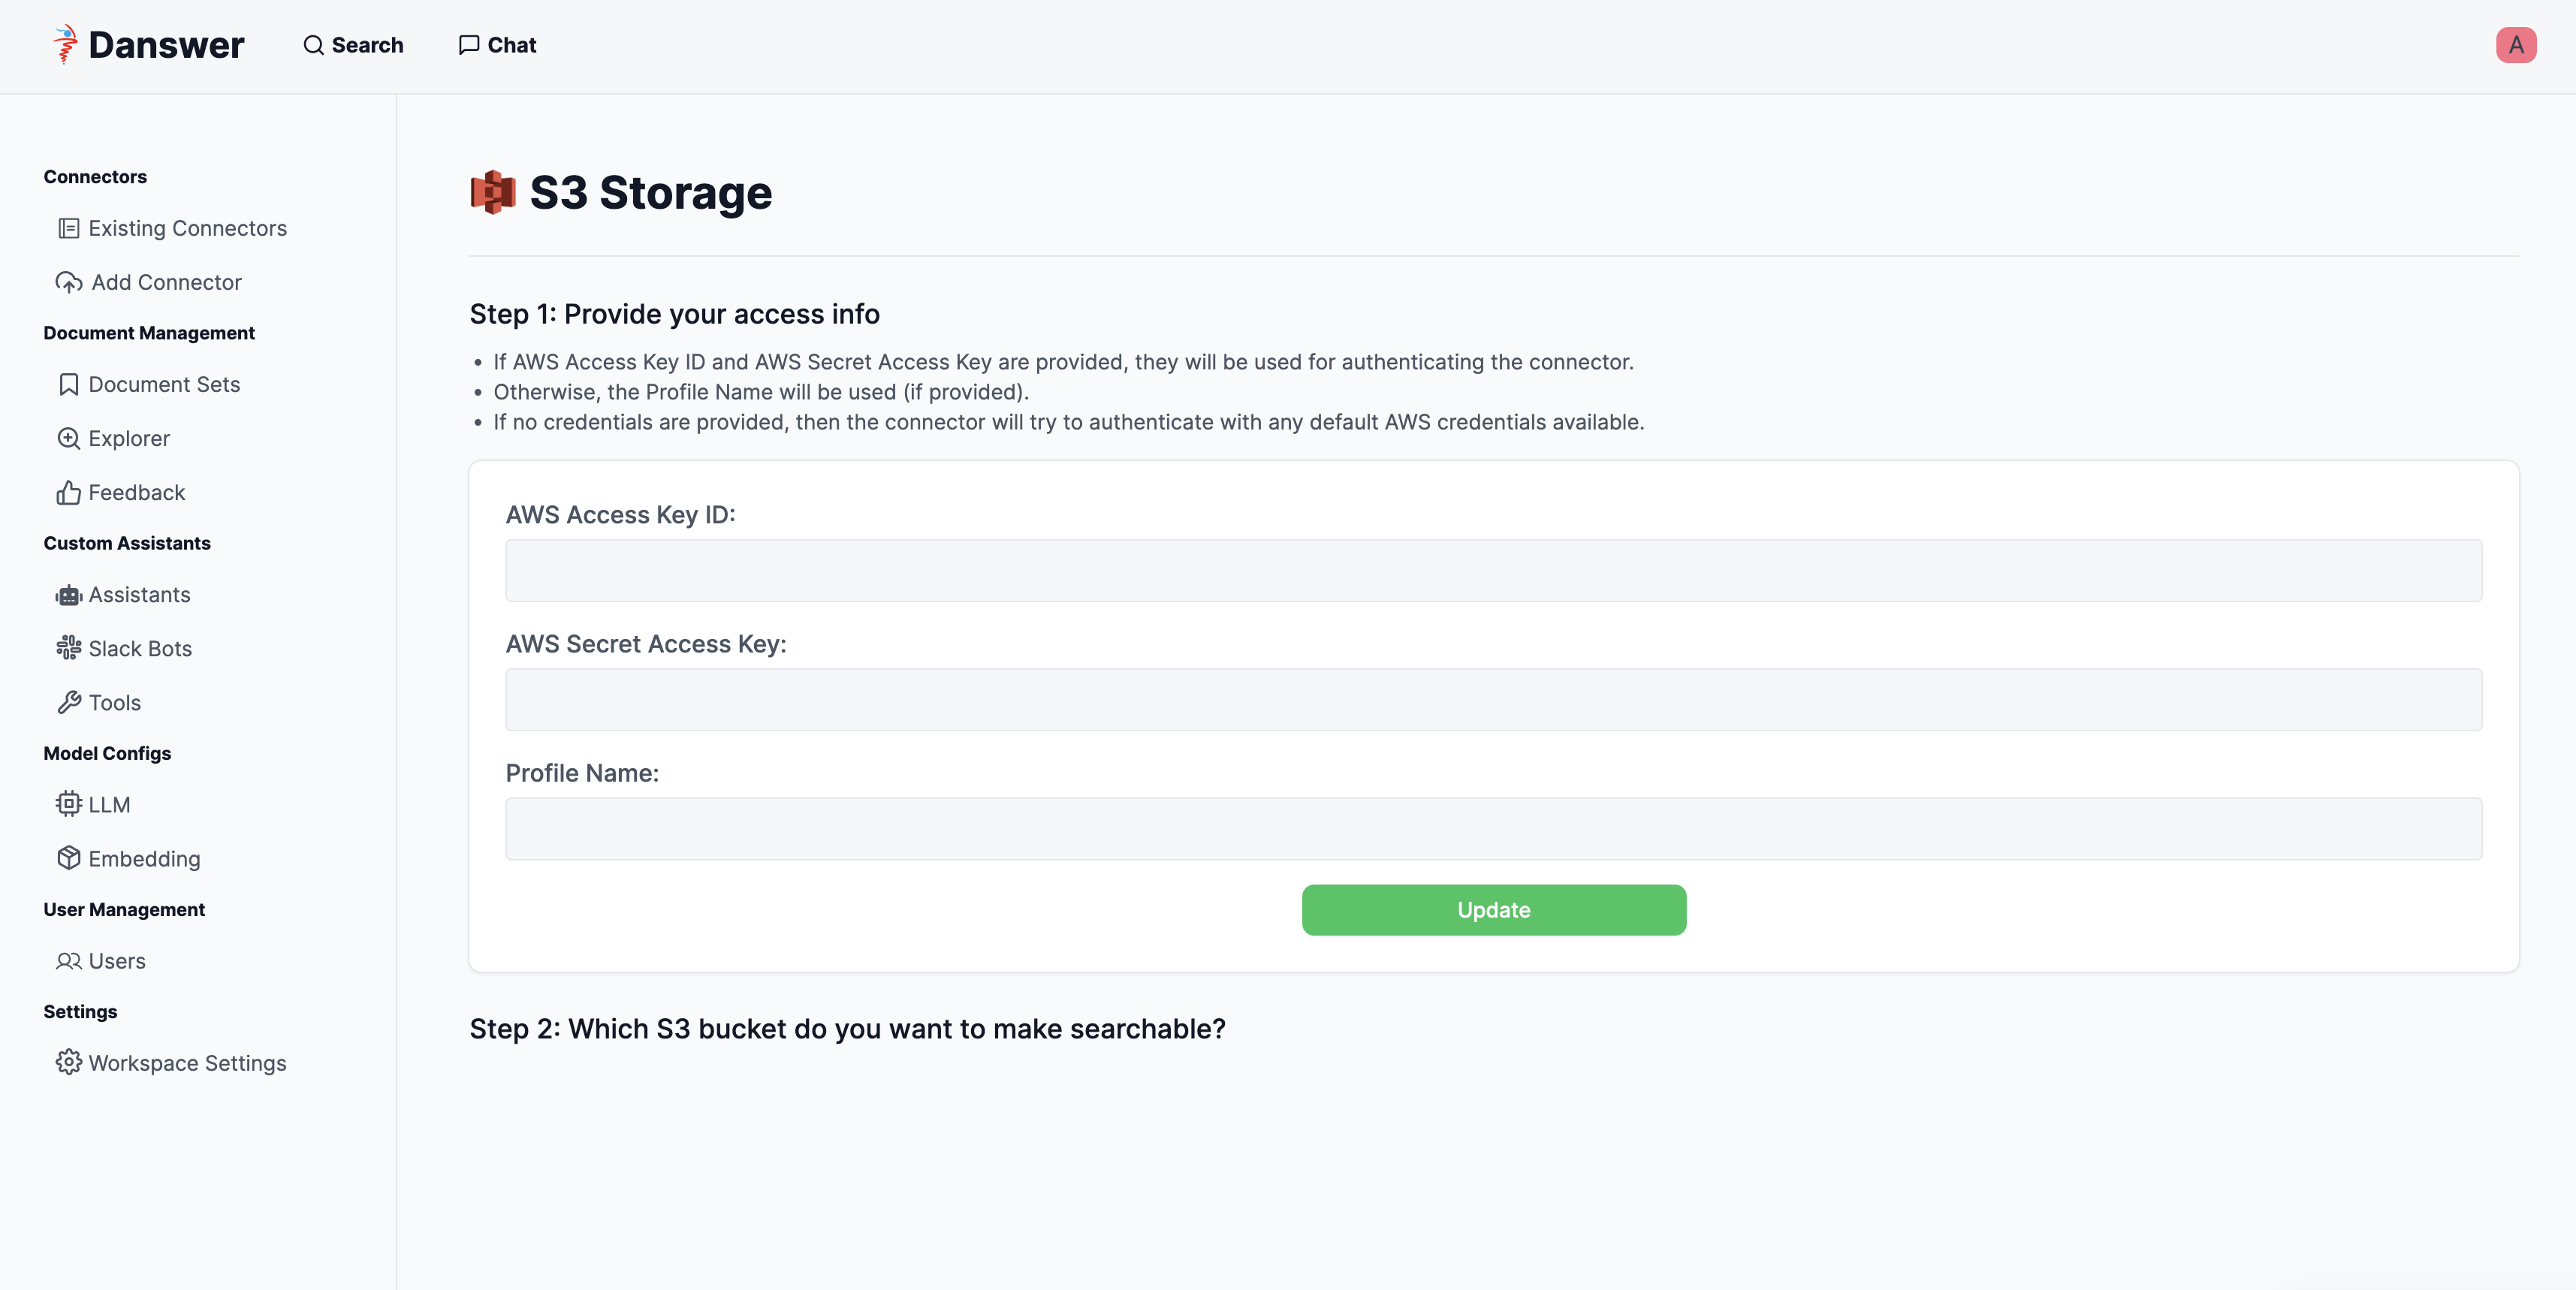 Danswer
Search
Chat
A
Connectors
Existing Connectors
Add Connector
Document Management
Document Sets
Explorer
Feedback
Custom Assistants
Assistants
Slack Bots
Tools
Model Configs
LLM
Embedding
User Management
Users
Settings
Workspace Settings
S3 Storage
Step 1: Provide your access info
• If AWS Access Key ID and AWS Secret Access Key are provided, they will be used for authenticating the connector.
• Otherwise, the Profile Name will be used (if provided).
• If no credentials are provided, then the connector will try to authenticate with any default AWS credentials available.
AWS Access Key ID:
AWS Secret Access Key:
Profile Name:
Update
Step 2: Which S3 bucket do you want to make searchable?